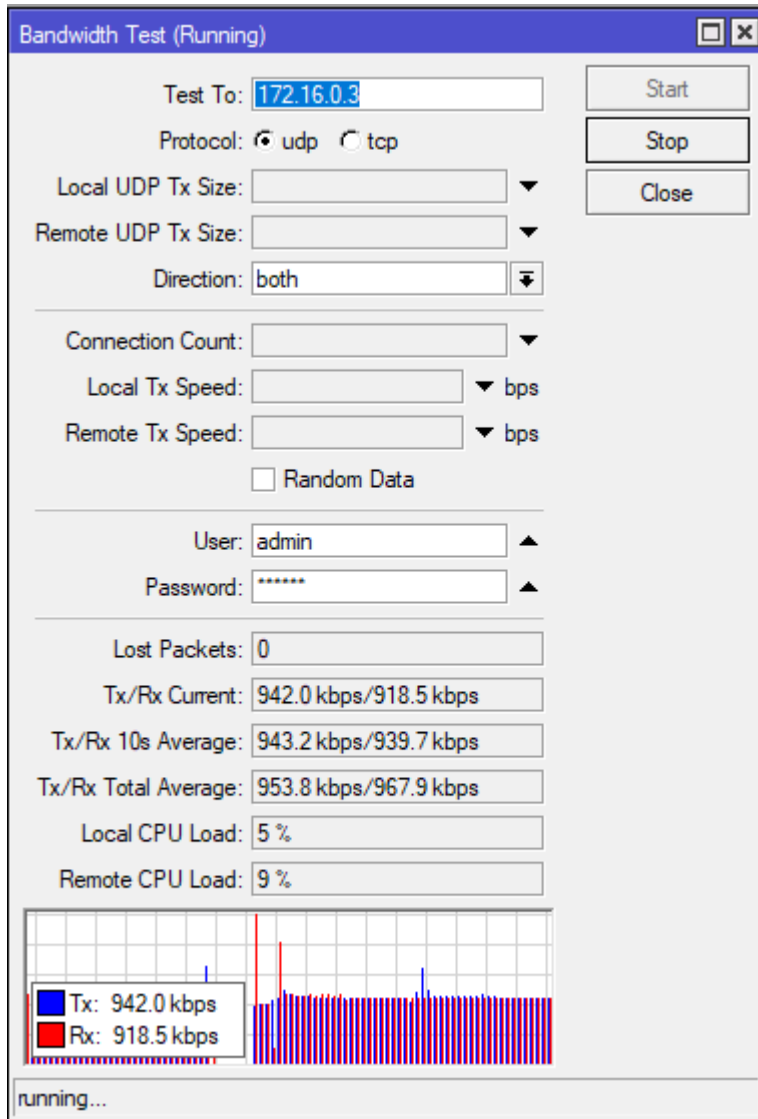 Bandwidth Test (Running)
Test To: 172.16.0.3
Start
Protocol: udp tcp
Stop
Local UDP Tx Size:
Close
Remote UDP Tx Size:
Direction: both
Connection Count:
Local Tx Speed: bps
Remote Tx Speed: bps
Random Data
User: admin
Password: ******
Lost Packets: 0
Tx/Rx Current: 942.0 kbps/918.5 kbps
Tx/Rx 10s Average: 943.2 kbps/939.7 kbps
Tx/Rx Total Average: 953.8 kbps/967.9 kbps
Local CPU Load: 5 %
Remote CPU Load: 9 %
Tx: 942.0 kbps
Rx: 918.5 kbps
running...